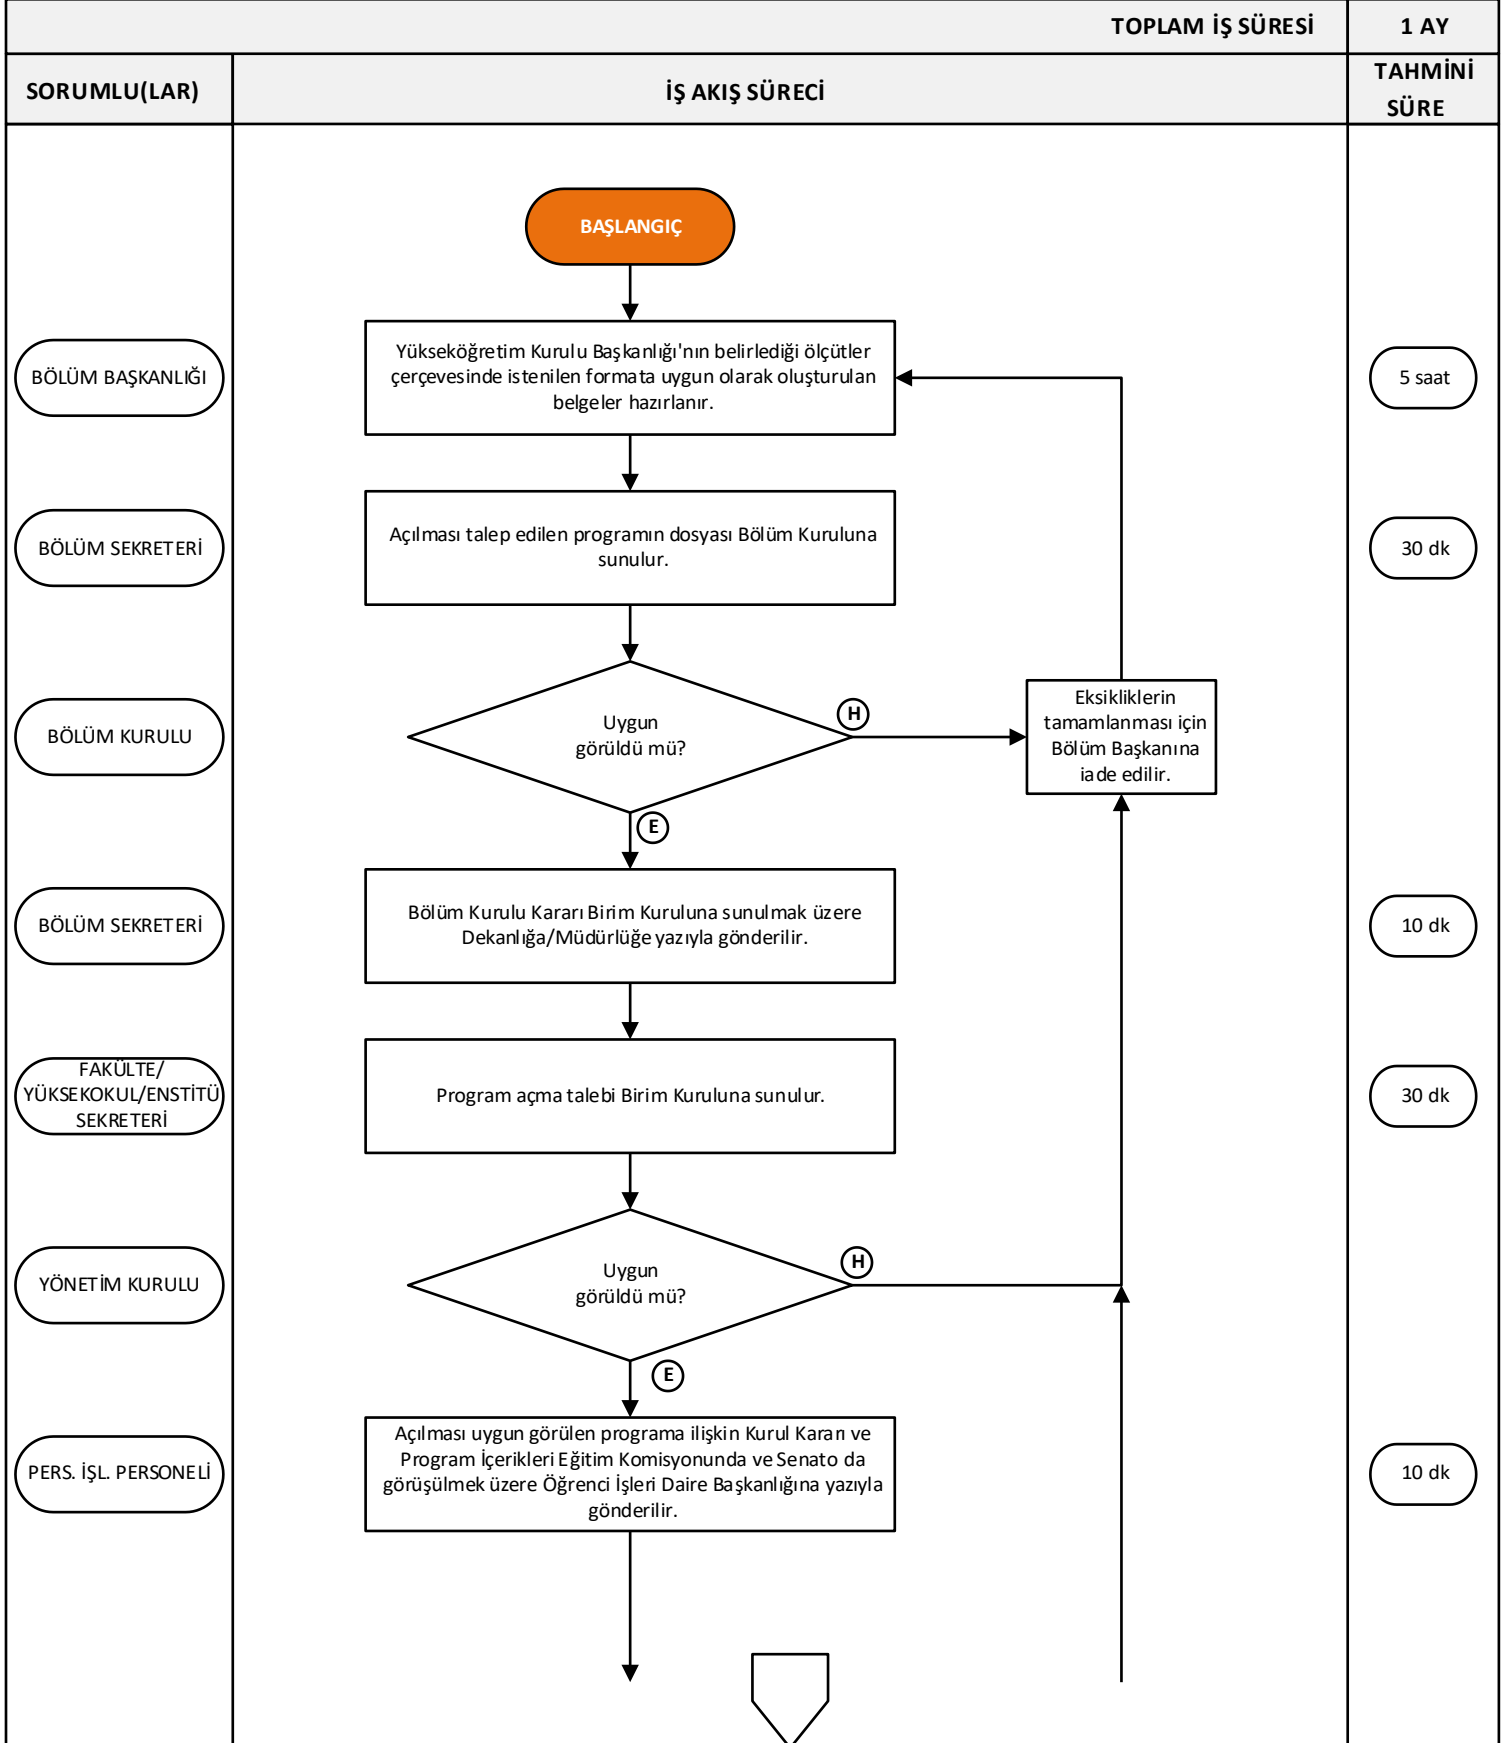 TOPLAM İŞ SÜRESİ
1 AY
SORUMLU(LAR)
İŞ AKIŞ SÜRECİ
TAHMİNİ
SÜRE
BAŞLANGIÇ
BÖLÜM BAŞKANLIĞI
Yükseköğretim Kurulu Başkanlığı'nın belirlediği ölçütler
çerçevesinde istenilen formata uygun olarak oluşturulan
belgeler hazırlanır.
5 saat
BÖLÜM SEKRETERİ
Açılması talep edilen programın dosyası Bölüm Kuruluna
sunulur.
30 dk
BÖLÜM KURULU
Uygun
görüldü mü?
H
Eksikliklerin
tamamlanması için
Bölüm Başkanına
iade edilir.
E
BÖLÜM SEKRETERİ
Bölüm Kurulu Kararı Birim Kuruluna sunulmak üzere
Dekanlığa/Müdürlüğe yazıyla gönderilir.
10 dk
FAKÜLTE/
YÜKSEKOKUL/ENSTİTÜ
SEKRETERİ
Program açma talebi Birim Kuruluna sunulur.
30 dk
YÖNETİM KURULU
Uygun
görüldü mü?
H
E
PERS. İŞL. PERSONELİ
Açılması uygun görülen programa ilişkin Kurul Kararı ve
Program İçerikleri Eğitim Komisyonunda ve Senato da
görüşülmek üzere Öğrenci İşleri Daire Başkanlığına yazıyla
gönderilir.
10 dk